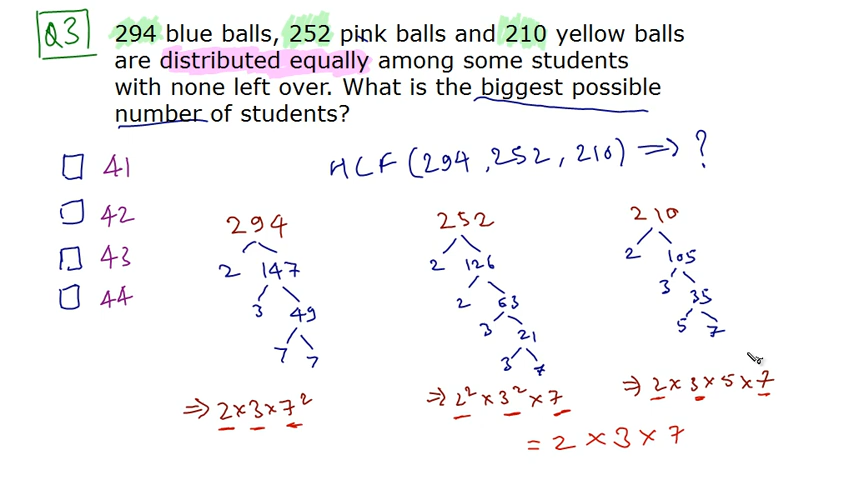 Q3
294 blue balls, 252 pink balls and 210 yellow balls
are distributed equally among some students
with none left over. What is the biggest possible
number of students?
HCF (294, 252, 210) ⇒ ?
41
42
43
44
294
2 147
3 49
7 7
⇒ 2 × 3 × 7²
252
2 126
2 63
3 21
3 7
⇒ 2² × 3² × 7
210
2 105
3 35
5 7
⇒ 2 × 3 × 5 × 7
= 2 × 3 × 7